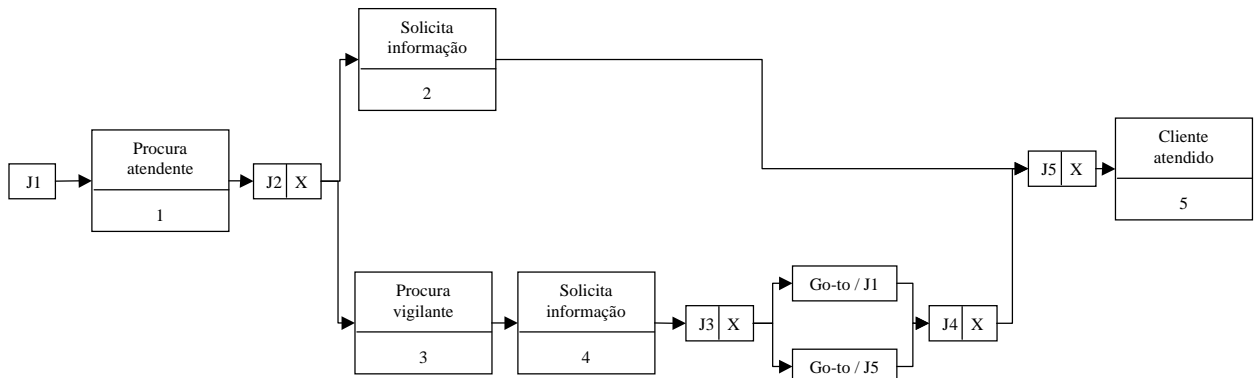 Solicita
informação
2
J1
Procura
atendente
1
J2 X
J5 X
Cliente
atendido
5
Procura
vigilante
3
Solicita
informação
4
J3 X
Go-to / J1
Go-to / J5
J4 X